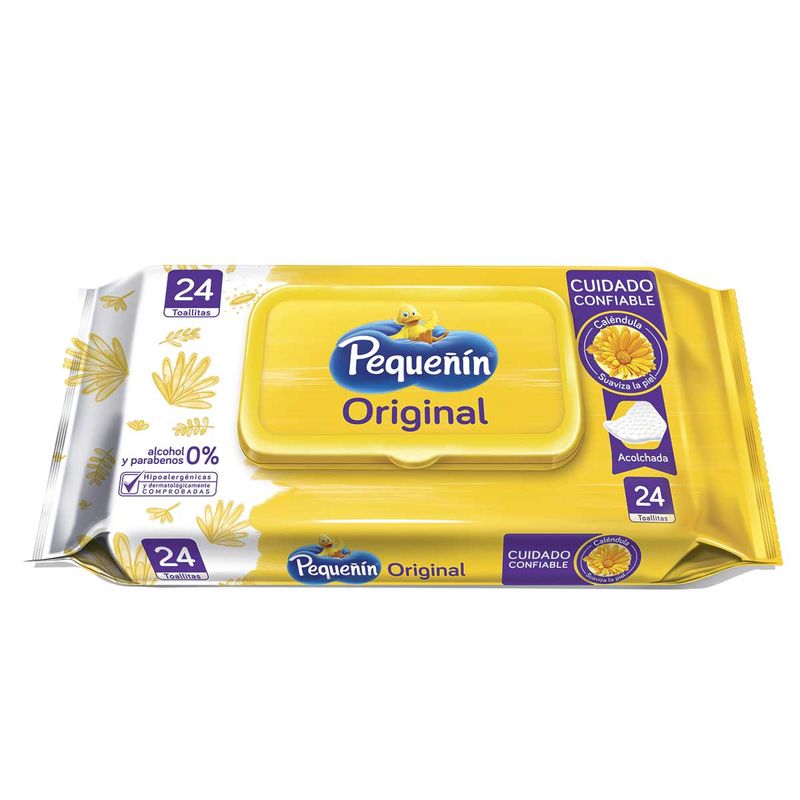 24
Toallitas
CUIDADO
CONFIABLE
Caléndula
Suaviza la piel
Pequeñín®
Original
Acolchada
alcohol
y parabenos 0%
Hipoalergénicas
y dermatológicamente
COMPROBADAS
24
Toallitas
24
Toallitas
Pequeñín
Original
CUIDADO
CONFIABLE
Caléndula
Suaviza la piel